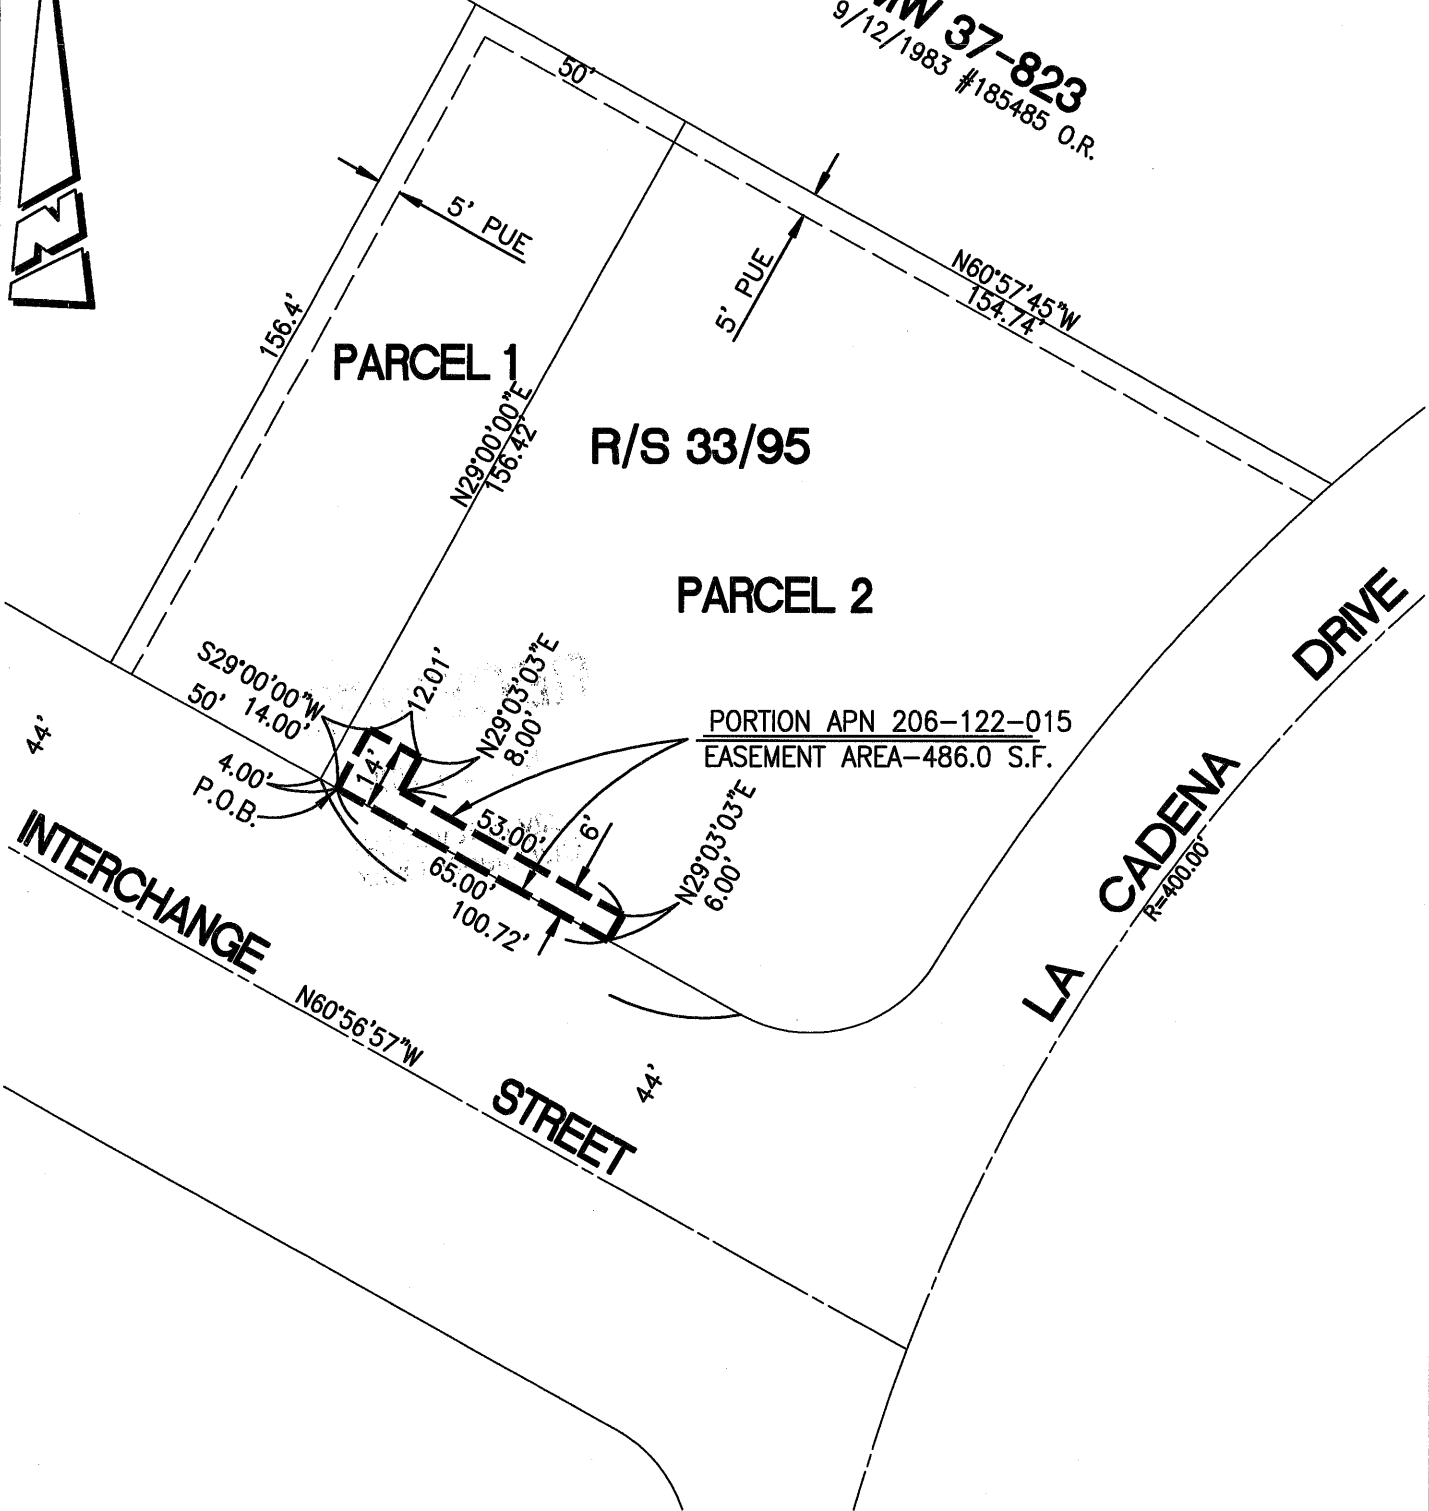 MW 37-823
9/12/1983 #185485 O.R.
N
50'
5' PUE
5' PUE
N60°57'45"W
154.74'
156.4'
PARCEL 1
N29°00'00"E
156.42'
R/S 33/95
PARCEL 2
S29°00'00"W
14.00'
50'
12.01'
N29°03'03"E
8.00'
PORTION APN 206-122-015
EASEMENT AREA-486.0 S.F.
44'
4.00'
P.O.B.
14'
53.00'
6'
N29°03'03"E
6.00'
65.00'
100.72'
INTERCHANGE
STREET
N60°56'57"W
44'
LA CADENA DRIVE
R=400.00'